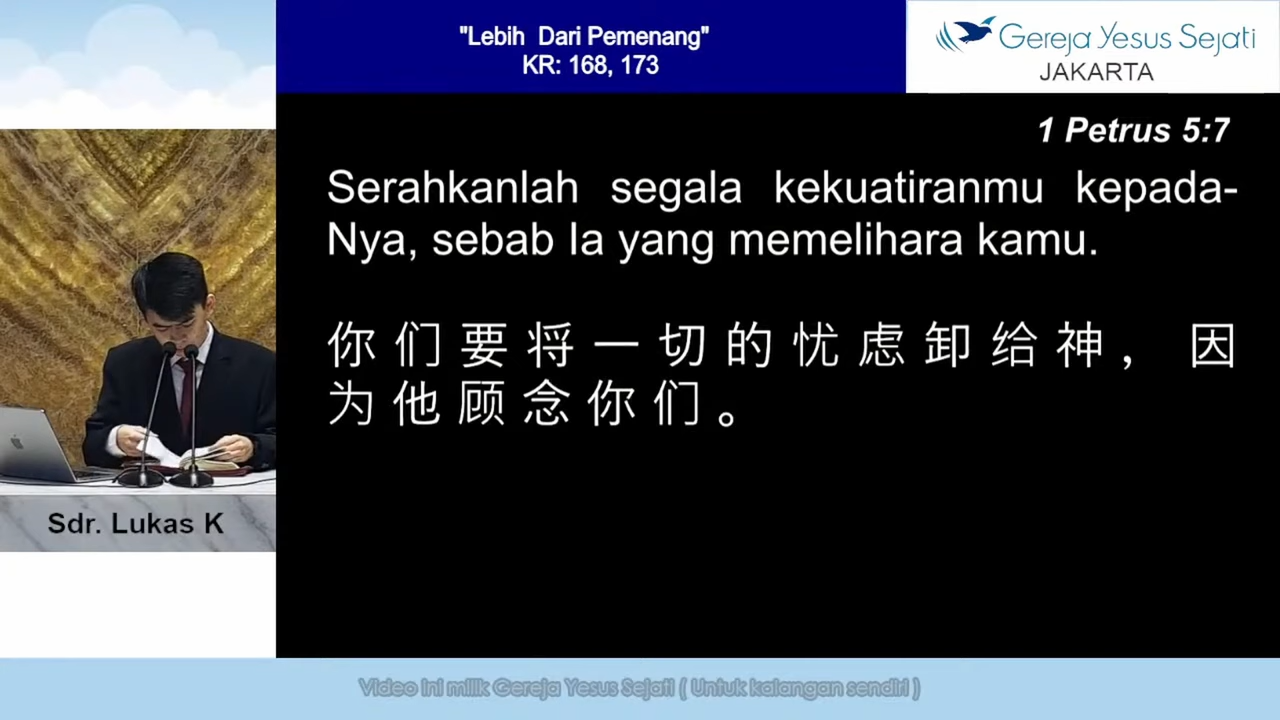 "Lebih Dari Pemenang"
KR: 168, 173
Gereja Yesus Sejati
JAKARTA
1 Petrus 5:7
Serahkanlah segala kekuatiranmu kepada-
Nya, sebab Ia yang memelihara kamu.
你们要将一切的忧虑卸给神，因
为他顾念你们。
Sdr. Lukas K
Video ini milik Gereja Yesus Sejati ( Untuk kalangan sendiri )